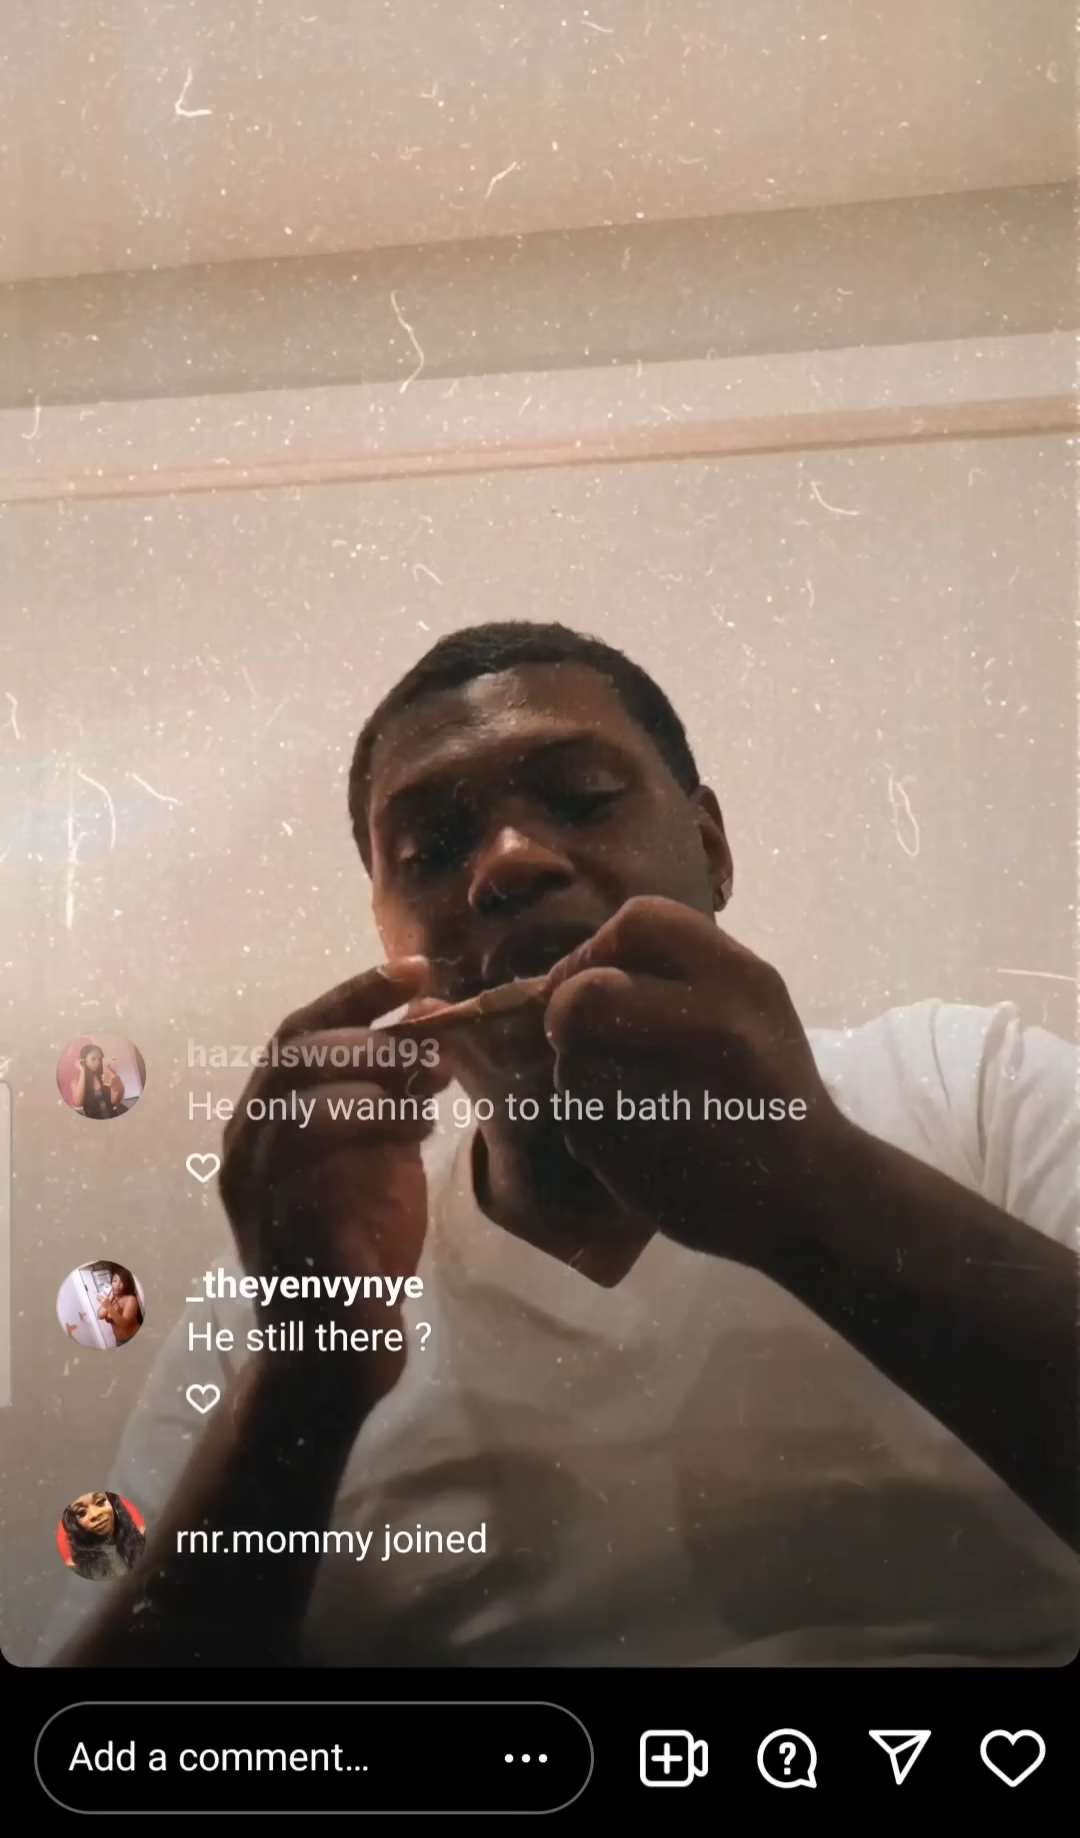 hazelsworld93
He only wanna go to the bath house
_theyenvynye
He still there ?
rnr.mommy joined
Add a comment...